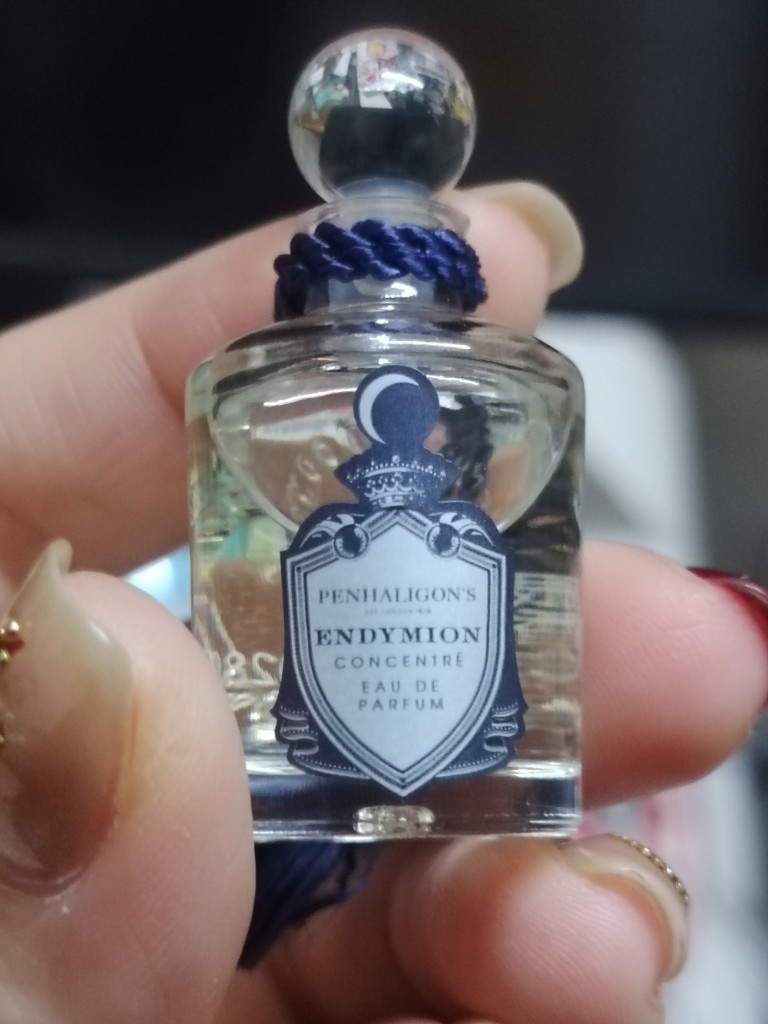 PENHALIGON'S
ENDYMION
CONCENTRÉ
EAU DE
PARFUM